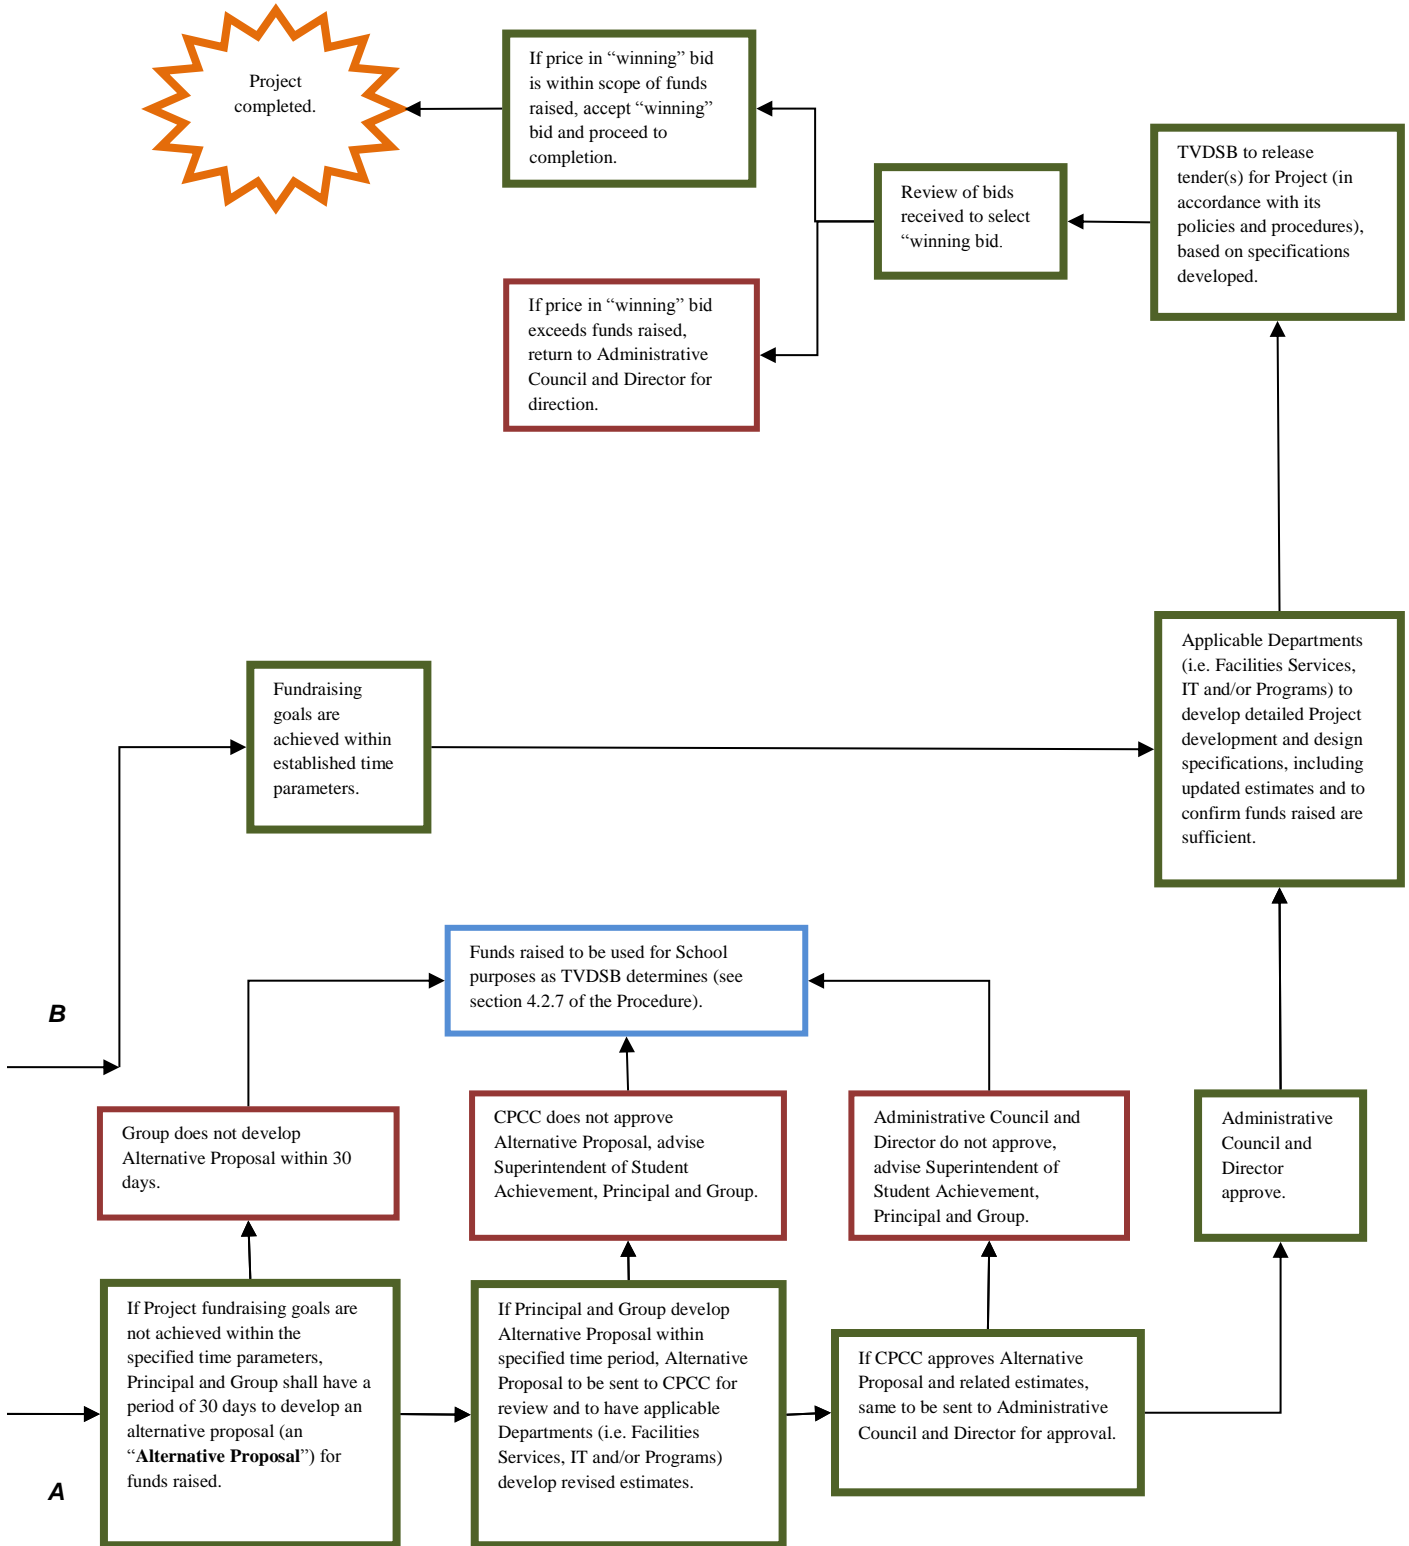 Project
completed.
If price in “winning” bid
is within scope of funds
raised, accept “winning”
bid and proceed to
completion.
TVDSB to release
tender(s) for Project (in
accordance with its
policies and procedures),
based on specifications
developed.
Review of bids
received to select
“winning bid.
If price in “winning” bid
exceeds funds raised,
return to Administrative
Council and Director for
direction.
Applicable Departments
(i.e. Facilities Services,
IT and/or Programs) to
develop detailed Project
development and design
specifications, including
updated estimates and to
confirm funds raised are
sufficient.
Fundraising
goals are
achieved within
established time
parameters.
Funds raised to be used for School
purposes as TVDSB determines (see
section 4.2.7 of the Procedure).
B
Group does not develop
Alternative Proposal within 30
days.
CPCC does not approve
Alternative Proposal, advise
Superintendent of Student
Achievement, Principal and Group.
Administrative Council and
Director do not approve,
advise Superintendent of
Student Achievement,
Principal and Group.
Administrative
Council and
Director
approve.
If Project fundraising goals are
not achieved within the
specified time parameters,
Principal and Group shall have a
period of 30 days to develop an
alternative proposal (an
“Alternative Proposal”) for
funds raised.
If Principal and Group develop
Alternative Proposal within
specified time period, Alternative
Proposal to be sent to CPCC for
review and to have applicable
Departments (i.e. Facilities
Services, IT and/or Programs)
develop revised estimates.
If CPCC approves Alternative
Proposal and related estimates,
same to be sent to Administrative
Council and Director for approval.
A